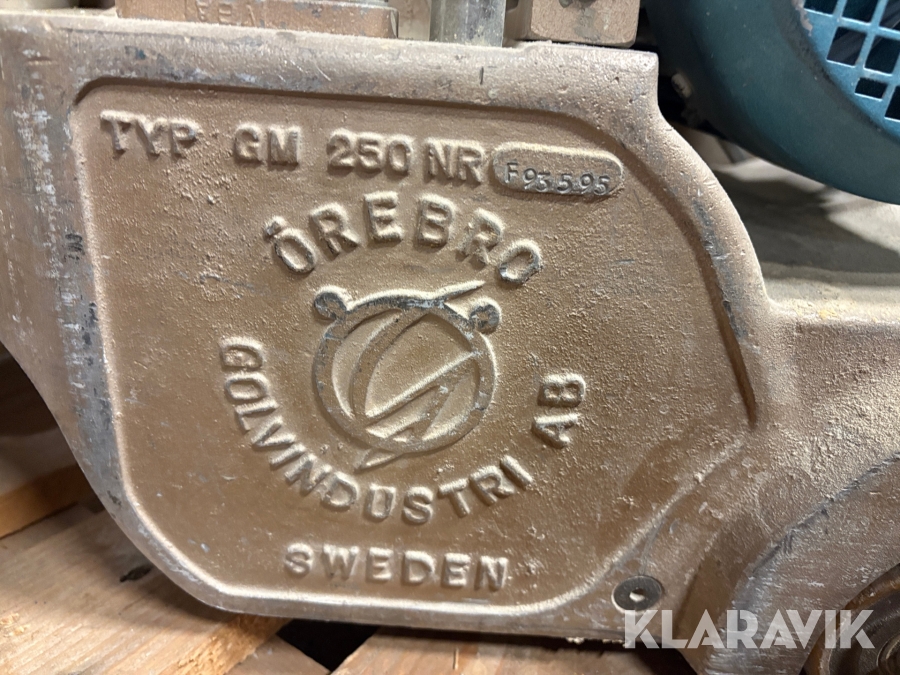 TYP GM 250 NR F93595
ÖREBRO
GOLVINDUSTRI AB
SWEDEN
KLARAVIK